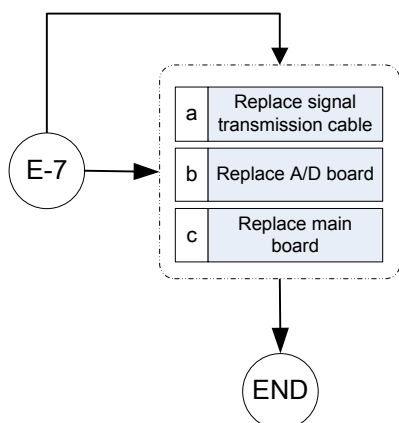 E-7
a
Replace signal
transmission cable
b
Replace A/D board
c
Replace main
board
END